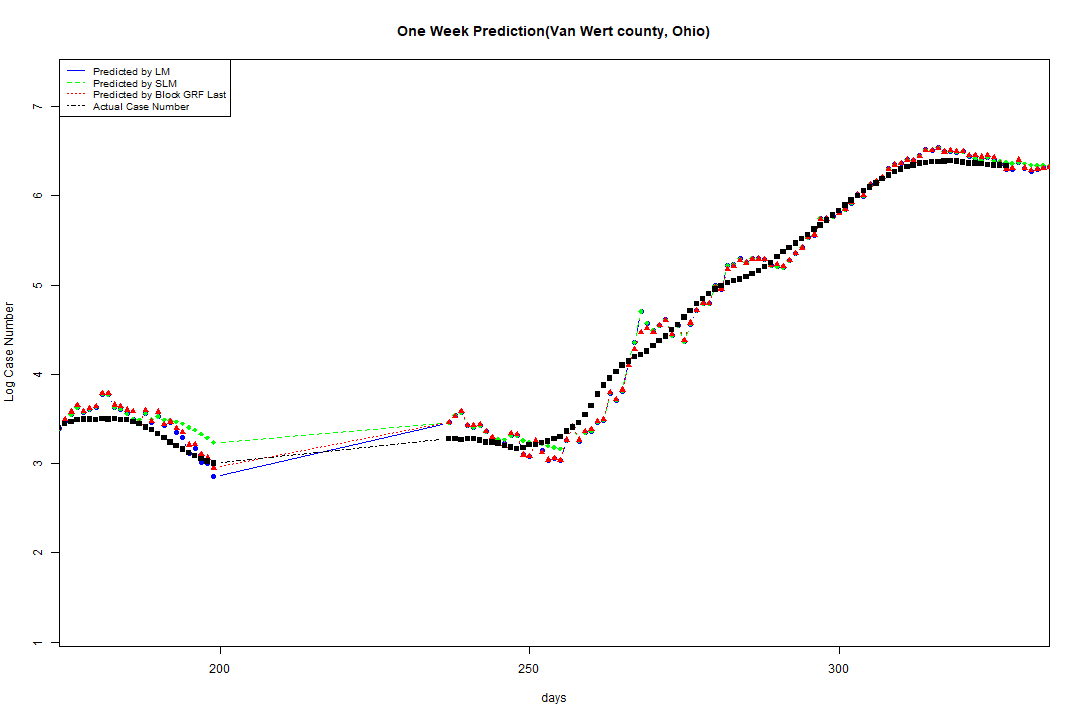 One Week Prediction(Van Wert county, Ohio)
Predicted by LM
Predicted by SLM
Predicted by Block GRF Last
Actual Case Number
7
6
5
4
3
2
1
Log Case Number
200
250
300
days